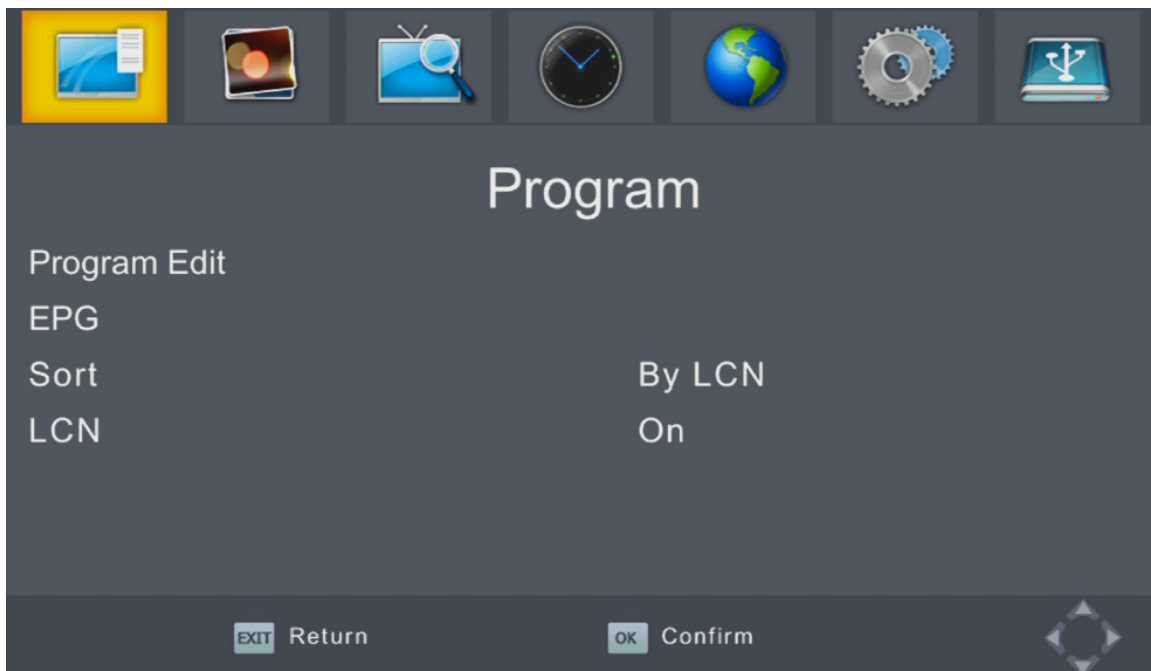 Program
Program Edit
EPG
Sort By LCN
LCN On
EXIT Return OK Confirm